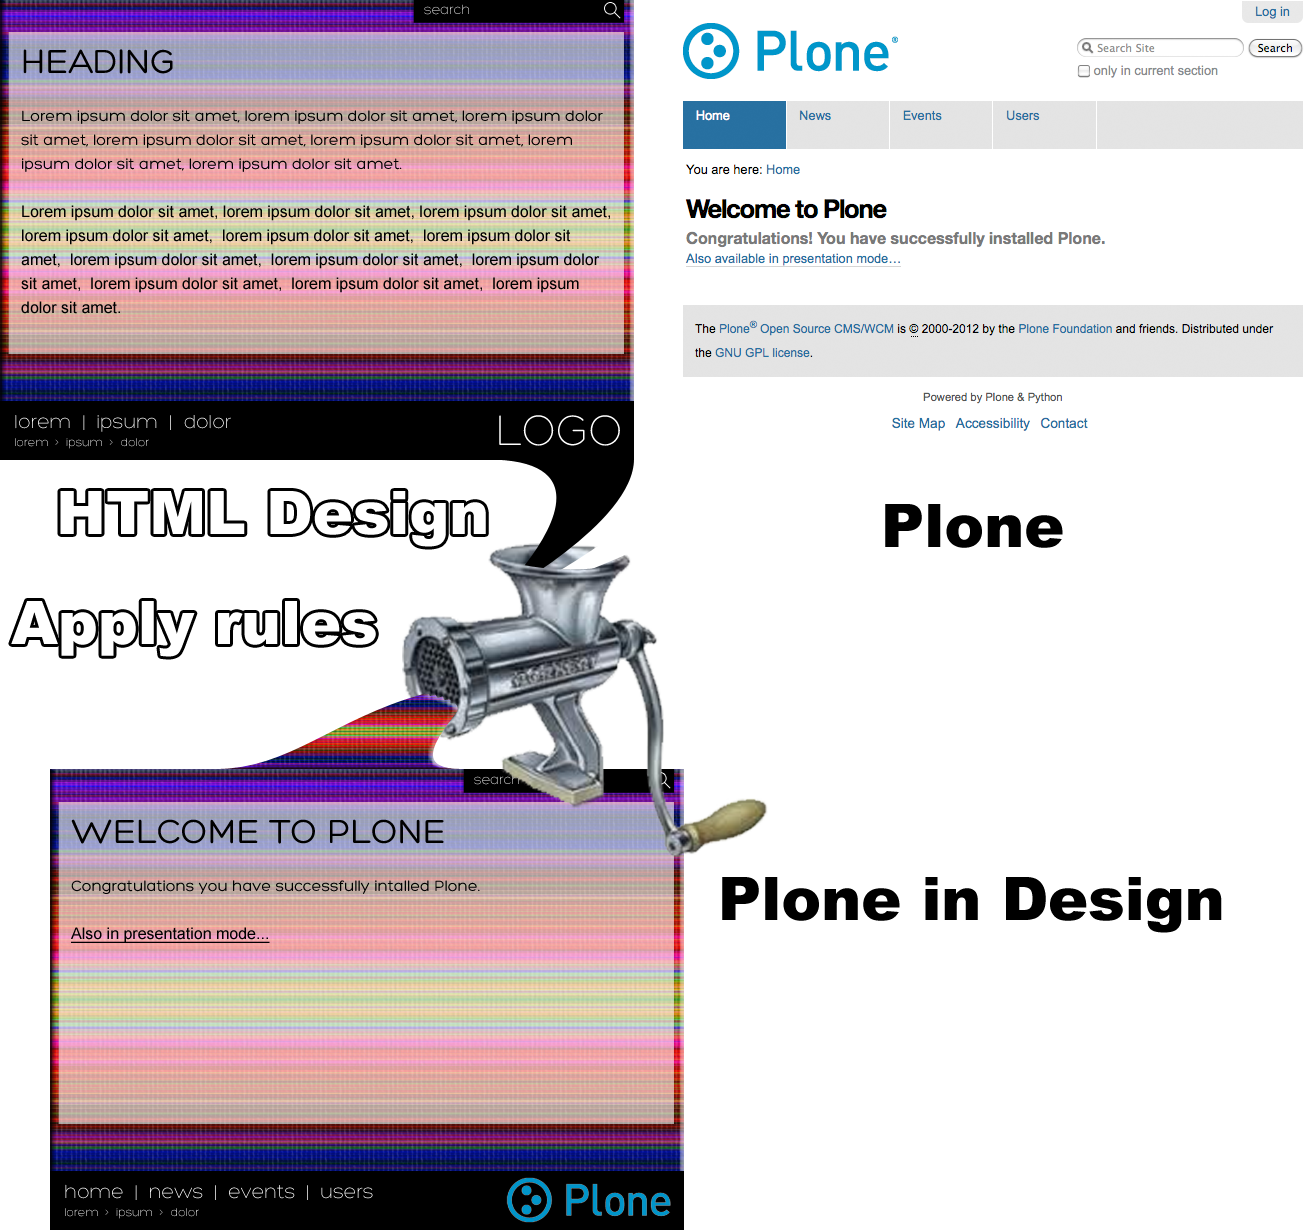 search
HEADING
Lorem ipsum dolor sit amet, lorem ipsum dolor sit amet, lorem ipsum dolor
sit amet, lorem ipsum dolor sit amet, lorem ipsum dolor sit amet, lorem
ipsum dolor sit amet, lorem ipsum dolor sit amet.
Lorem ipsum dolor sit amet, lorem ipsum dolor sit amet, lorem ipsum dolor sit amet,
lorem ipsum dolor sit amet, lorem ipsum dolor sit amet, lorem ipsum dolor sit
amet, lorem ipsum dolor sit amet, lorem ipsum dolor sit amet, lorem ipsum dolor
sit amet, lorem ipsum dolor sit amet, lorem ipsum dolor sit amet, lorem ipsum
dolor sit amet.
lorem | ipsum | dolor
lorem > ipsum > dolor
LOGO
Log in
Plone®
Search Site
Search
only in current section
Home
News
Events
Users
You are here: Home
Welcome to Plone
Congratulations! You have successfully installed Plone.
Also available in presentation mode…
The Plone® Open Source CMS/WCM is © 2000-2012 by the Plone Foundation and friends. Distributed under
the GNU GPL license.
Powered by Plone & Python
Site Map Accessibility Contact
HTML Design
Plone
Apply rules
search
WELCOME TO PLONE
Congratulations you have successfully intalled Plone.
Also in presentation mode...
Plone in Design
home | news | events | users
lorem > ipsum > dolor
Plone